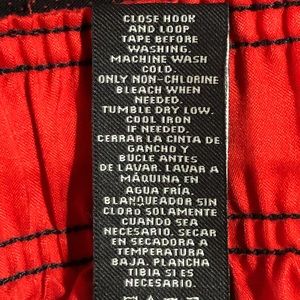 CLOSE HOOK
AND LOOP
TAPE BEFORE
WASHING.
MACHINE WASH
COLD.
ONLY NON-CHLORINE
BLEACH WHEN
NEEDED.
TUMBLE DRY LOW.
COOL IRON
IF NEEDED.
CERRAR LA CINTA DE
GANCHO Y
BUCLE ANTES
DE LAVAR. LAVAR A
MÁQUINA EN
AGUA FRÍA.
BLANQUEADOR SIN
CLORO SOLAMENTE
CUANDO SEA
NECESARIO. SECAR
EN SECADORA A
TEMPERATURA
BAJA. PLANCHA
TIBIA SI ES
NECESARIO.